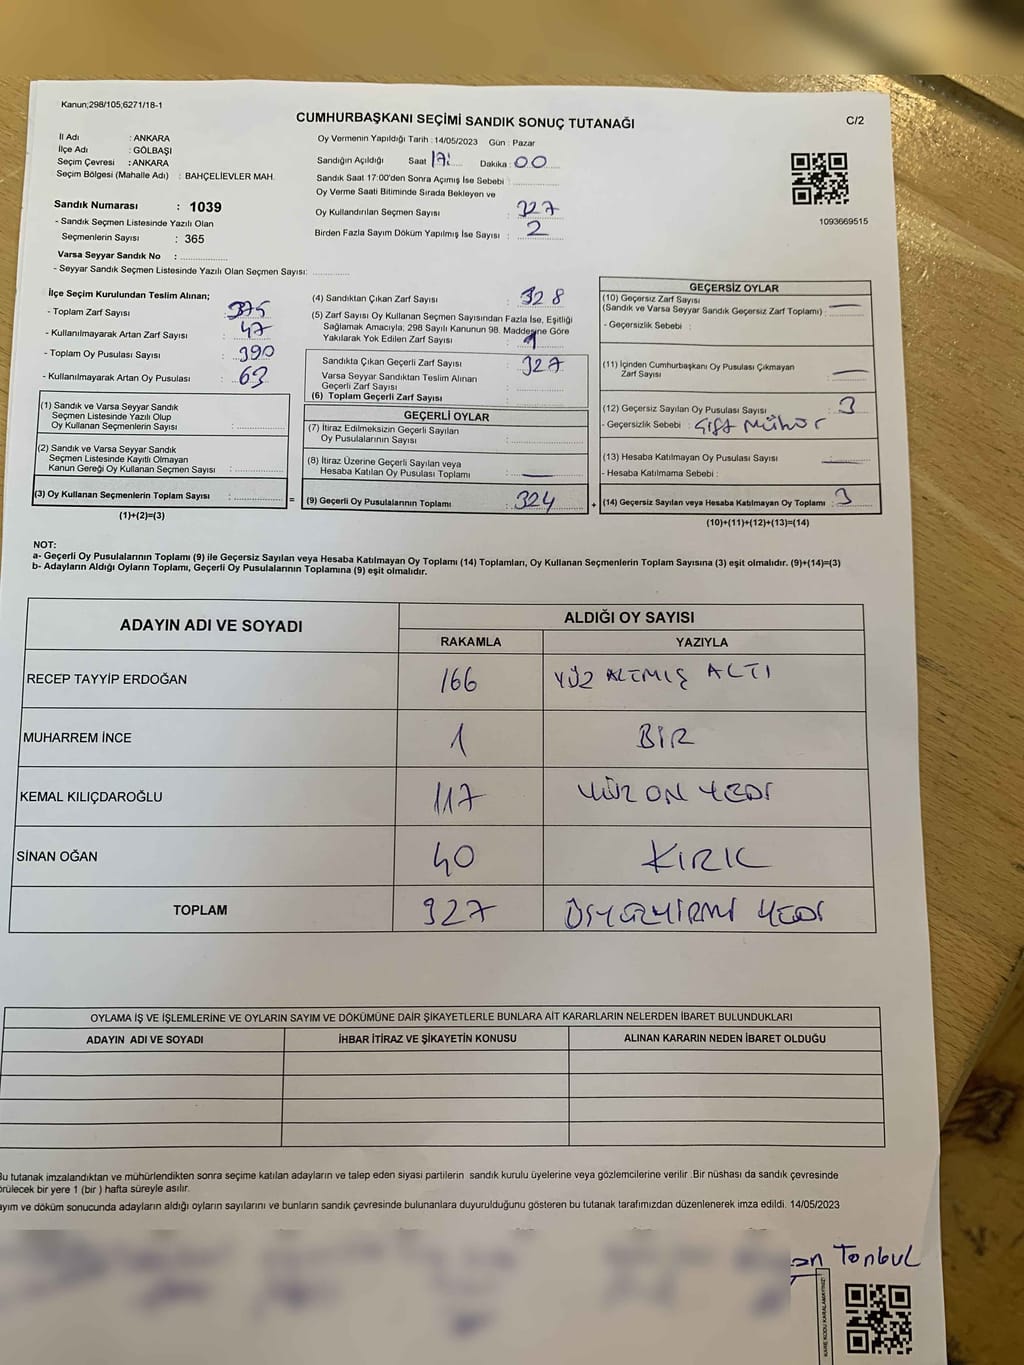 Kanun;298/105;6271/18-1
CUMHURBAŞKANI SEÇİMİ SANDIK SONUÇ TUTANAĞI
C/2
İl Adı : ANKARA
İlçe Adı : GÖLBAŞI
Seçim Çevresi : ANKARA
Seçim Bölgesi (Mahalle Adı) : BAHÇELİEVLER MAH.
Sandık Numarası : 1039
- Sandık Seçmen Listesinde Yazılı Olan
Seçmenlerin Sayısı : 365
Varsa Seyyar Sandık No :
- Seyyar Sandık Seçmen Listesinde Yazılı Olan Seçmen Sayısı:
Oy Vermenin Yapıldığı Tarih :14/05/2023 Gün : Pazar
Sandığın Açıldığı Saat 17: Dakika : 00
Sandık Saat 17:00'den Sonra Açımış İse Sebebi :
Oy Verme Saati Bitiminde Sırada Bekleyen ve
Oy Kullandırılan Seçmen Sayısı : 327
Birden Fazla Sayım Döküm Yapılmış İse Sayısı : 2
1093669515
İlçe Seçim Kurulundan Teslim Alınan;
- Toplam Zarf Sayısı : 375
- Kullanılmayarak Artan Zarf Sayısı : 47
- Toplam Oy Pusulası Sayısı : 390
- Kullanılmayarak Artan Oy Pusulası : 63
(1) Sandık ve Varsa Seyyar Sandık
Seçmen Listesinde Yazılı Olup
Oy Kullanan Seçmenlerin Sayısı :
(2) Sandık ve Varsa Seyyar Sandık
Seçmen Listesinde Kayıtlı Olmayan
Kanun Gereği Oy Kullanan Seçmen Sayısı :
(3) Oy Kullanan Seçmenlerin Toplam Sayısı : =
(1)+(2)=(3)
(4) Sandıktan Çıkan Zarf Sayısı : 328
(5) Zarf Sayısı Oy Kullanan Seçmen Sayısından Fazla İse, Eşitliği
Sağlamak Amacıyla, 298 Sayılı Kanunun 98. Maddesine Göre
Yakılarak Yok Edilen Zarf Sayısı : 1
Sandıkta Çıkan Geçerli Zarf Sayısı : 327
Varsa Seyyar Sandıktan Teslim Alınan
Geçerli Zarf Sayısı :
(6) Toplam Geçerli Zarf Sayısı :
GEÇERLİ OYLAR
(7) İtiraz Edilmeksizin Geçerli Sayılan
Oy Pusulalarının Sayısı :
(8) İtiraz Üzerine Geçerli Sayılan veya
Hesaba Katılan Oy Pusulası Toplamı : —
(9) Geçerli Oy Pusulalarının Toplamı : 324 +
GEÇERSİZ OYLAR
(10) Geçersiz Zarf Sayısı
(Sandık ve Varsa Seyyar Sandık Geçersiz Zarf Toplamı) : —
- Geçersizlik Sebebi :
(11) İçinden Cumhurbaşkanı Oy Pusulası Çıkmayan
Zarf Sayısı : —
(12) Geçersiz Sayılan Oy Pusulası Sayısı : 3
- Geçersizlik Sebebi : Çift Mühür
(13) Hesaba Katılmayan Oy Pusulası Sayısı : —
- Hesaba Katılmama Sebebi :
(14) Geçersiz Sayılan veya Hesaba Katılmayan Oy Toplamı : 3
(10)+(11)+(12)+(13)=(14)
NOT:
a- Geçerli Oy Pusulalarının Toplamı (9) ile Geçersiz Sayılan veya Hesaba Katılmayan Oy Toplamı (14) Toplamları, Oy Kullanan Seçmenlerin Toplam Sayısına (3) eşit olmalıdır. (9)+(14)=(3)
b- Adayların Aldığı Oyların Toplamı, Geçerli Oy Pusulalarının Toplamına (9) eşit olmalıdır.
ADAYIN ADI VE SOYADI
ALDIĞI OY SAYISI
RAKAMLA YAZIYLA
RECEP TAYYİP ERDOĞAN 166 YÜZ ALTMIŞ ALTI
MUHARREM İNCE 1 BİR
KEMAL KILIÇDAROĞLU 117 YÜZ ON YEDİ
SİNAN OĞAN 40 KIRK
TOPLAM 327 ÜÇYÜZYİRMİ YEDİ
OYLAMA İŞ VE İŞLEMLERİNE VE OYLARIN SAYIM VE DÖKÜMÜNE DAİR ŞİKAYETLERLE BUNLARA AİT KARARLARIN NELERDEN İBARET BULUNDUKLARI
ADAYIN ADI VE SOYADI İHBAR İTİRAZ VE ŞİKAYETİN KONUSU ALINAN KARARIN NEDEN İBARET OLDUĞU
Bu tutanak imzalandıktan ve mühürlendikten sonra seçime katılan adayların ve talep eden siyasi partilerin sandık kurulu üyelerine veya gözlemcilerine verilir .Bir nüshası da sandık çevresinde
örülecek bir yere 1 (bir ) hafta süreyle asılır.
ayım ve döküm sonucunda adayların aldığı oyların sayılarını ve bunların sandık çevresinde bulunanlara duyurulduğunu gösteren bu tutanak tarafımızdan düzenlenerek imza edildi. 14/05/2023
an Tonbul
KARE KODU KARALAMAYINIZ!